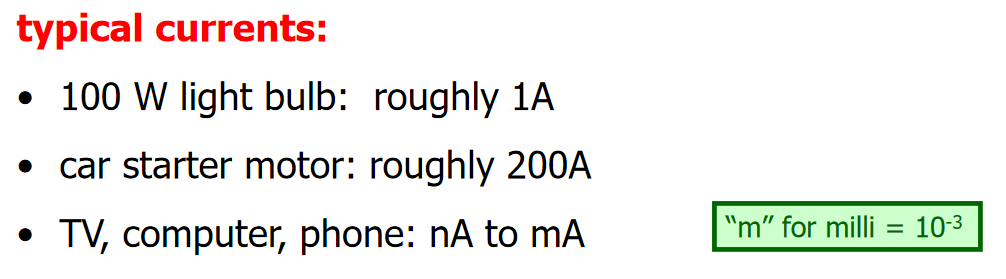 typical currents:
• 100 W light bulb:  roughly 1A
• car starter motor: roughly 200A
• TV, computer, phone: nA to mA
“m” for milli = 10⁻³